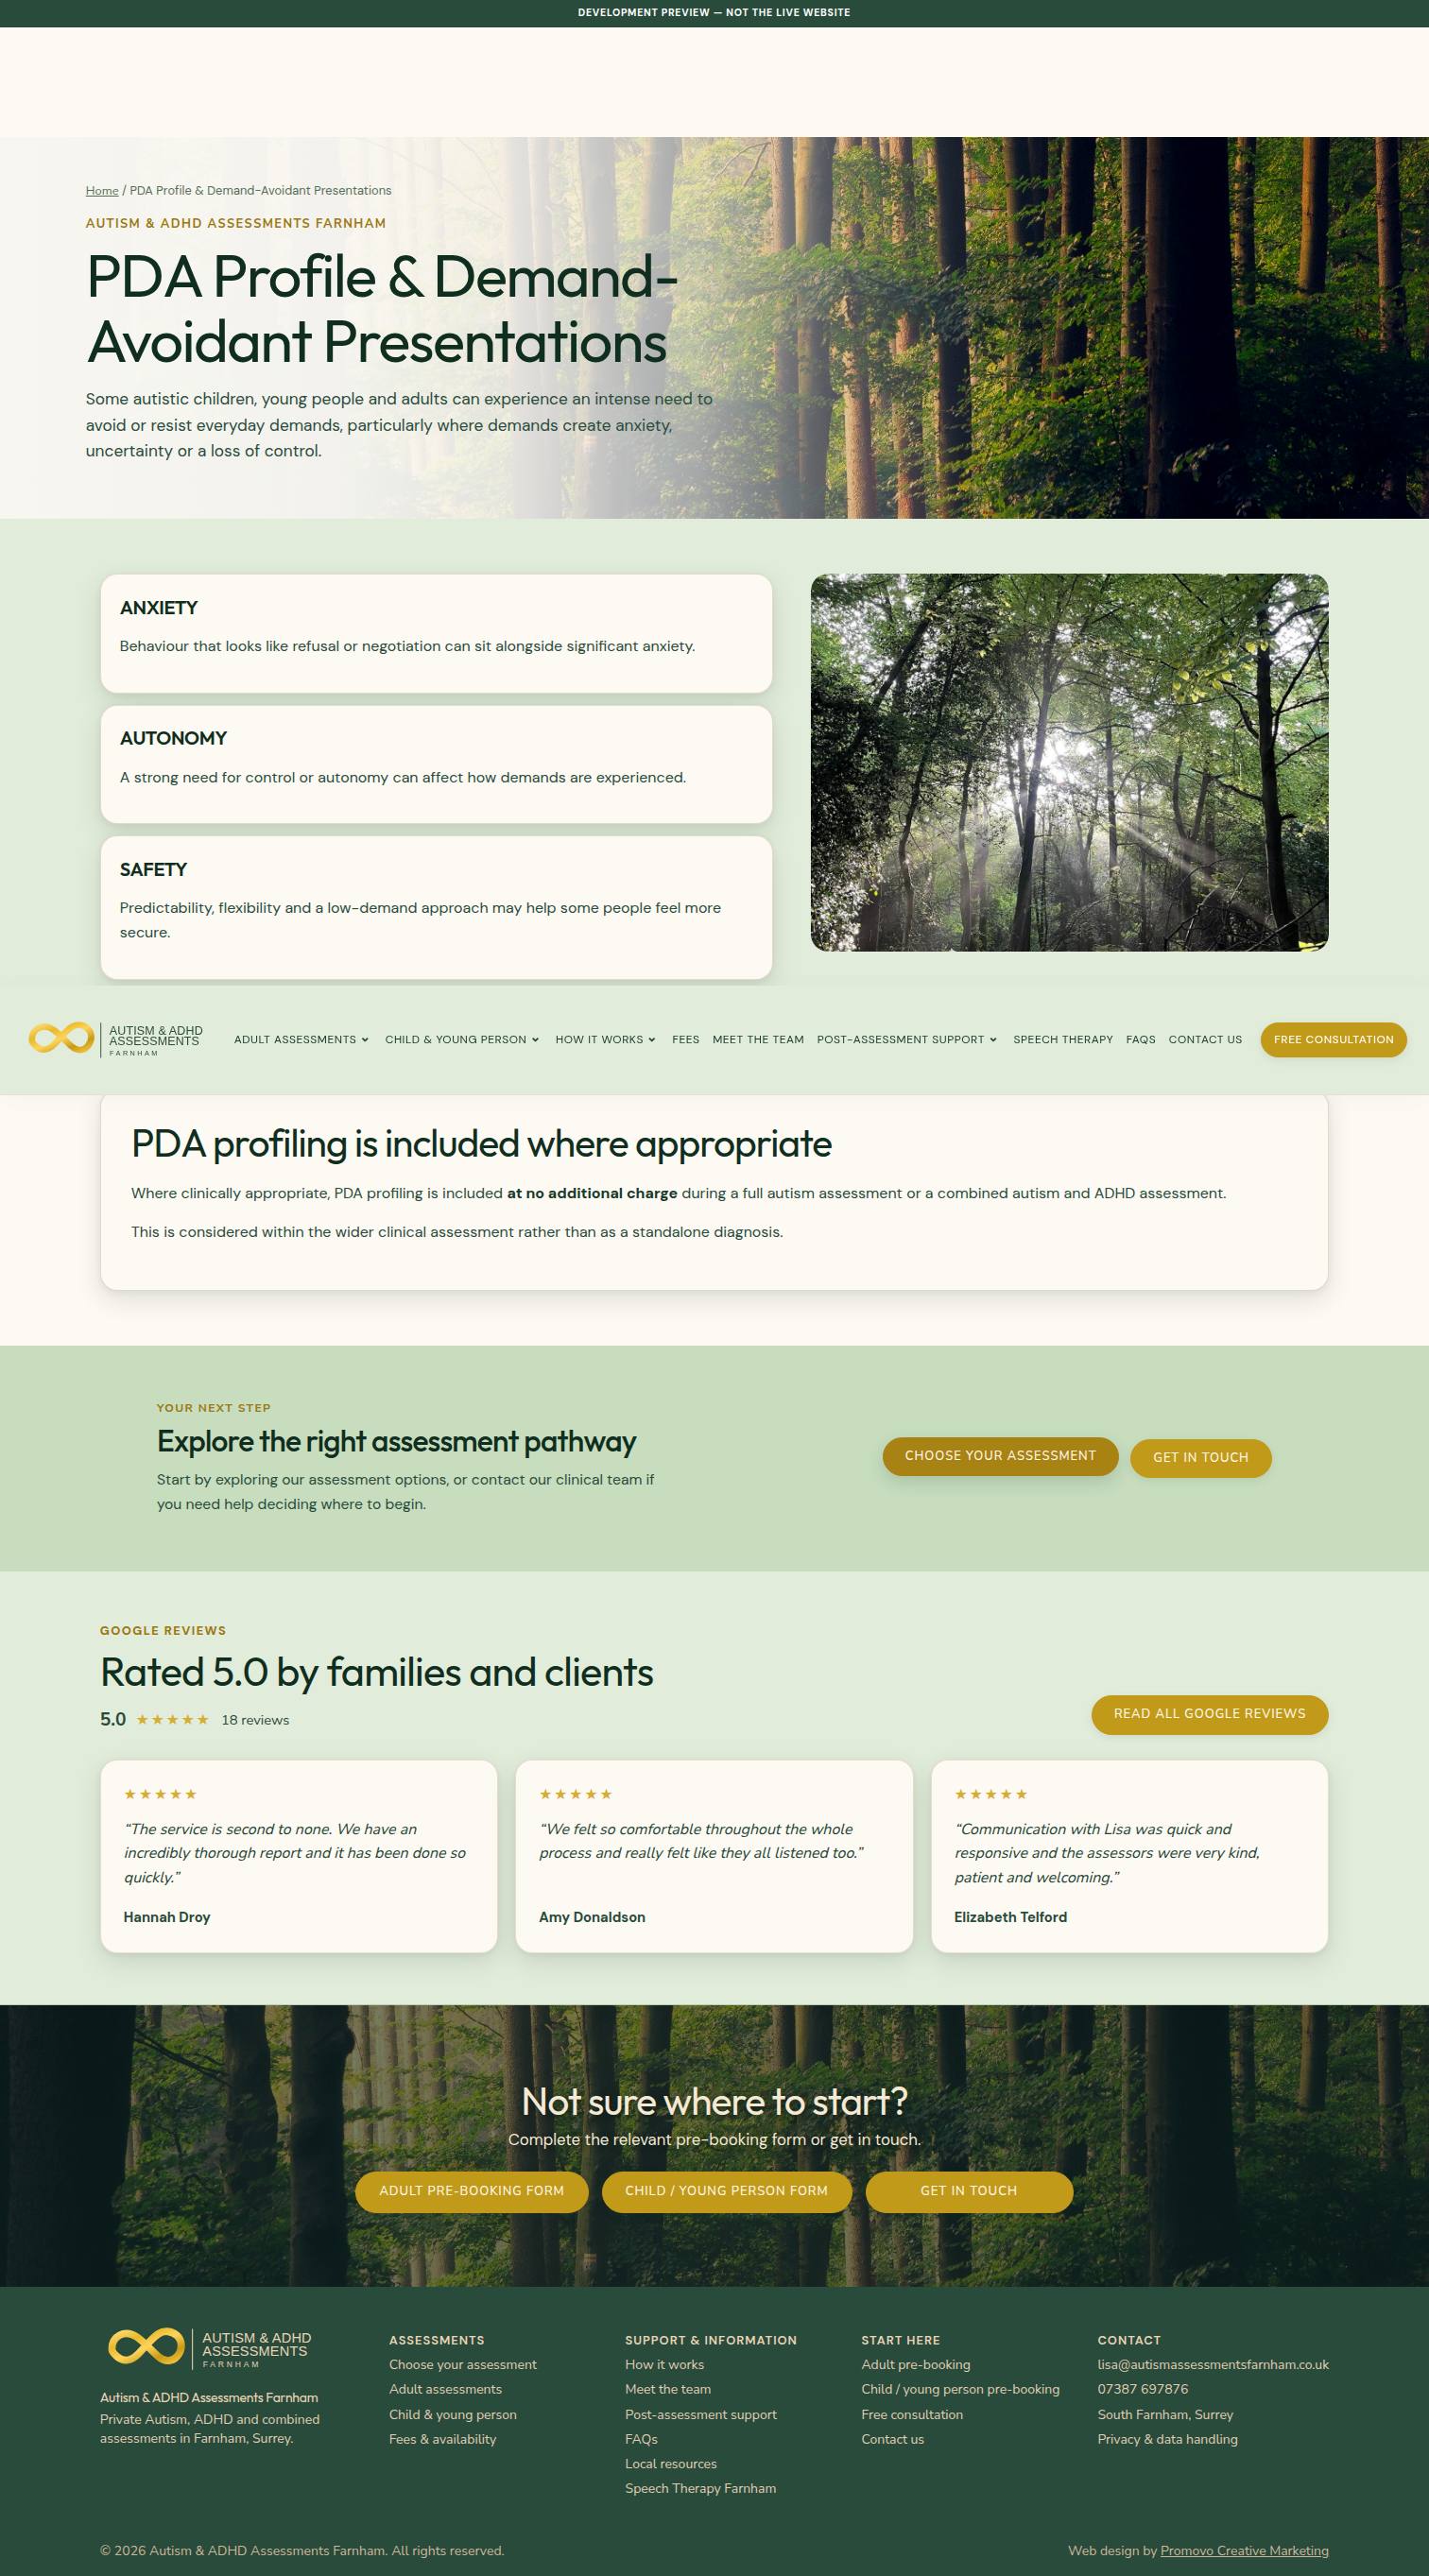 DEVELOPMENT PREVIEW — NOT THE LIVE WEBSITE
Home / PDA Profile & Demand-Avoidant Presentations
AUTISM & ADHD ASSESSMENTS FARNHAM
PDA Profile & Demand-
Avoidant Presentations
Some autistic children, young people and adults can experience an intense need to
avoid or resist everyday demands, particularly where demands create anxiety,
uncertainty or a loss of control.
ANXIETY
Behaviour that looks like refusal or negotiation can sit alongside significant anxiety.
AUTONOMY
A strong need for control or autonomy can affect how demands are experienced.
SAFETY
Predictability, flexibility and a low-demand approach may help some people feel more
secure.
AUTISM & ADHD
ASSESSMENTS
FARNHAM
ADULT ASSESSMENTS CHILD & YOUNG PERSON HOW IT WORKS FEES MEET THE TEAM POST-ASSESSMENT SUPPORT SPEECH THERAPY FAQS CONTACT US FREE CONSULTATION
PDA profiling is included where appropriate
Where clinically appropriate, PDA profiling is included at no additional charge during a full autism assessment or a combined autism and ADHD assessment.
This is considered within the wider clinical assessment rather than as a standalone diagnosis.
YOUR NEXT STEP
Explore the right assessment pathway
Start by exploring our assessment options, or contact our clinical team if
you need help deciding where to begin.
CHOOSE YOUR ASSESSMENT GET IN TOUCH
GOOGLE REVIEWS
Rated 5.0 by families and clients
5.0 ★★★★★ 18 reviews
READ ALL GOOGLE REVIEWS
★★★★★
“The service is second to none. We have an
incredibly thorough report and it has been done so
quickly.”
Hannah Droy
★★★★★
“We felt so comfortable throughout the whole
process and really felt like they all listened too.”
Amy Donaldson
★★★★★
“Communication with Lisa was quick and
responsive and the assessors were very kind,
patient and welcoming.”
Elizabeth Telford
Not sure where to start?
Complete the relevant pre-booking form or get in touch.
ADULT PRE-BOOKING FORM CHILD / YOUNG PERSON FORM GET IN TOUCH
AUTISM & ADHD
ASSESSMENTS
FARNHAM
Autism & ADHD Assessments Farnham
Private Autism, ADHD and combined
assessments in Farnham, Surrey.
ASSESSMENTS
Choose your assessment
Adult assessments
Child & young person
Fees & availability
SUPPORT & INFORMATION
How it works
Meet the team
Post-assessment support
FAQs
Local resources
Speech Therapy Farnham
START HERE
Adult pre-booking
Child / young person pre-booking
Free consultation
Contact us
CONTACT
lisa@autismassessmentsfarnham.co.uk
07387 697876
South Farnham, Surrey
Privacy & data handling
© 2026 Autism & ADHD Assessments Farnham. All rights reserved.
Web design by Promovo Creative Marketing